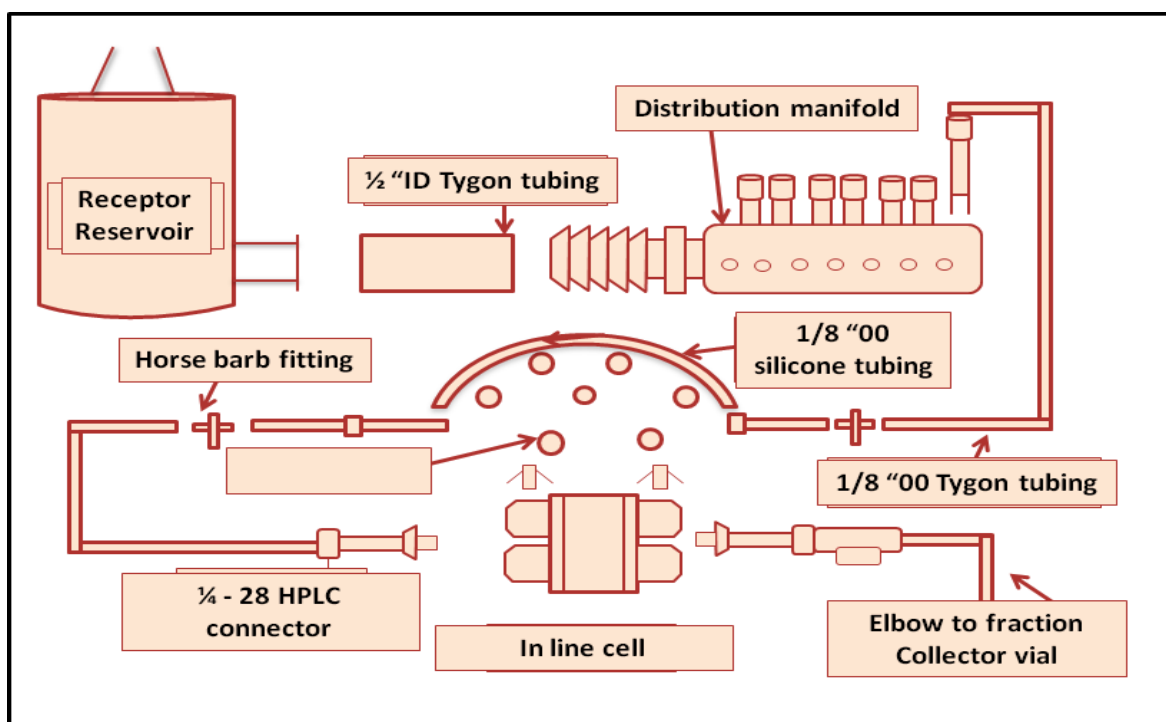 Distribution manifold
½ “ID Tygon tubing
Receptor
Reservoir
1/8 “00
silicone tubing
Horse barb fitting
1/8 “00 Tygon tubing
¼ - 28 HPLC
connector
In line cell
Elbow to fraction
Collector vial